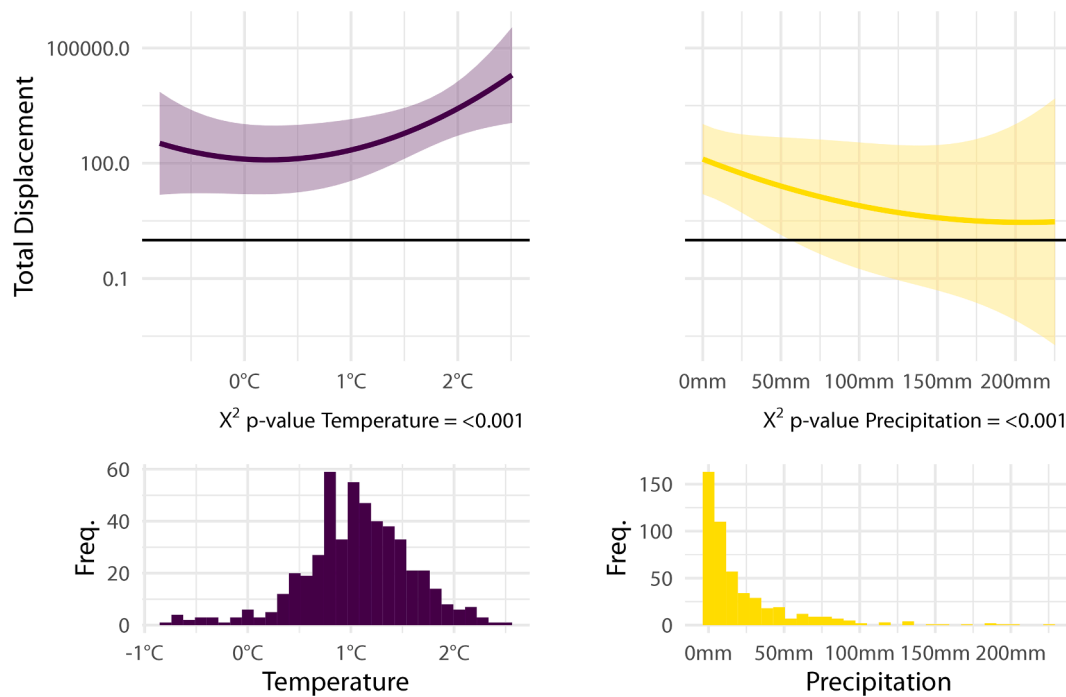 Total Displacement
100000.0
100.0
0.1
0°C 1°C 2°C
0mm 50mm 100mm 150mm 200mm
X² p-value Temperature = <0.001
X² p-value Precipitation = <0.001
Freq.
60
40
20
0
-1°C 0°C 1°C 2°C
Temperature
Freq.
150
100
50
0
0mm 50mm 100mm 150mm 200mm
Precipitation